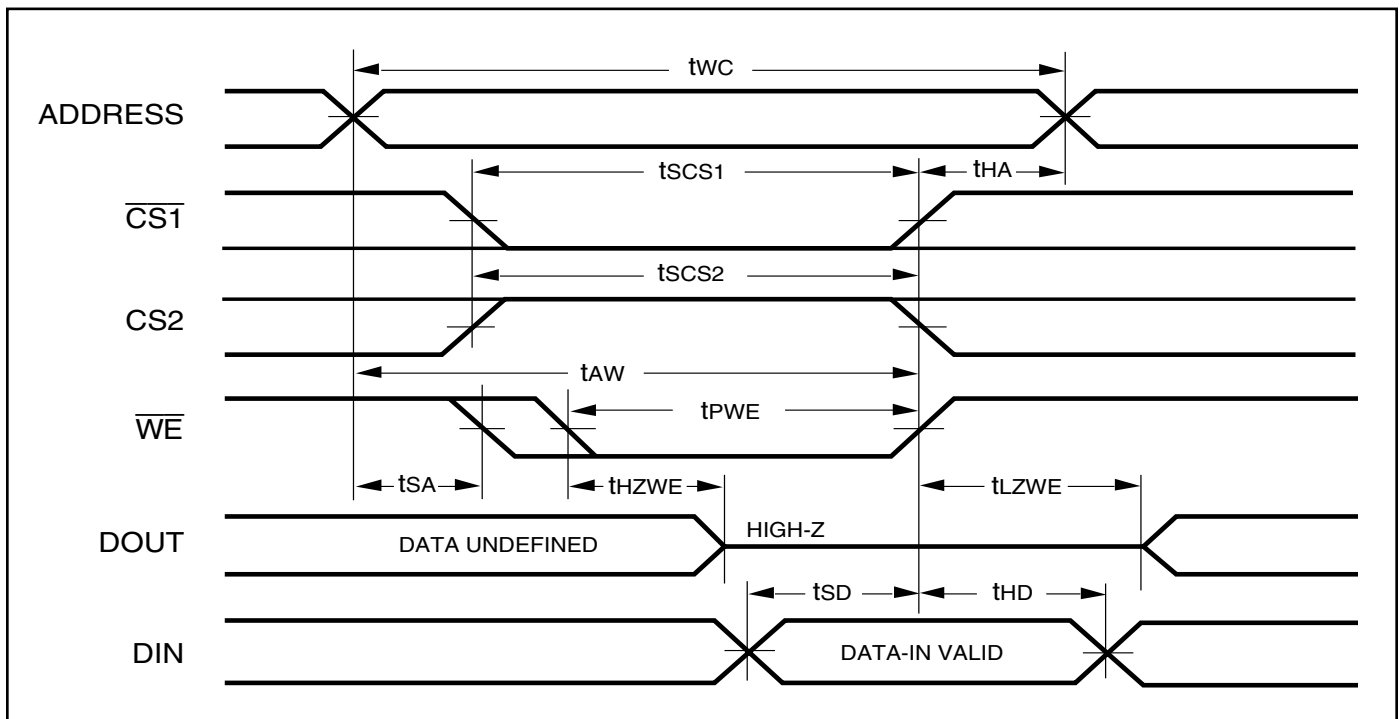 tWC
ADDRESS
tSCS1
tHA
CS1
tSCS2
CS2
tAW
tPWE
WE
tSA
tHZWE
tLZWE
DOUT
DATA UNDEFINED
HIGH-Z
tSD
tHD
DIN
DATA-IN VALID